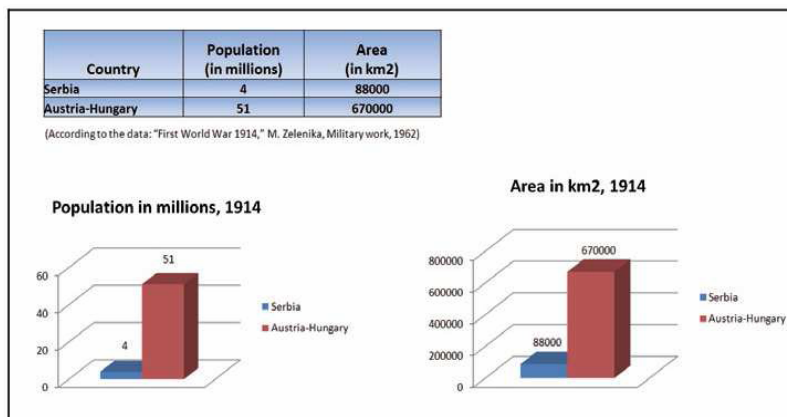 Country Population (in millions) Area (in km2)
Serbia 4 88000
Austria-Hungary 51 670000
(According to the data: "First World War 1914," M. Zelenika, Military work, 1962)
Population in millions, 1914
60
40
20
0
4
51
Serbia
Austria-Hungary
Area in km2, 1914
800000
600000
400000
200000
0
88000
670000
Serbia
Austria-Hungary